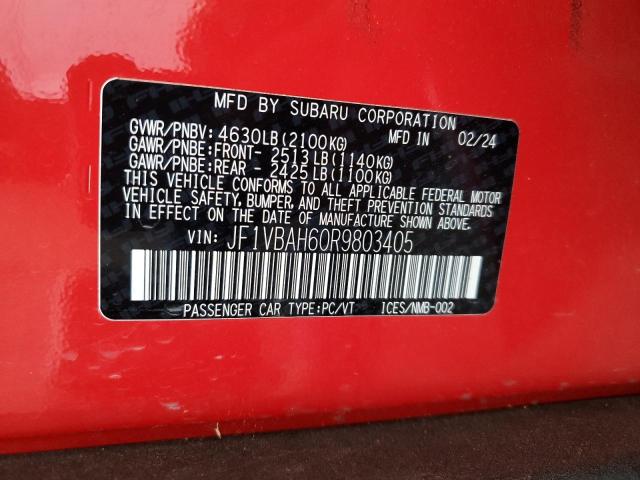 MFD BY SUBARU CORPORATION
GVWR/PNBV: 4630LB(2100KG) MFD IN 02/24
GAWR/PNBE:FRONT- 2513LB(1140KG)
GAWR/PNBE:REAR - 2425LB(1100KG)
THIS VEHICLE CONFORMS TO ALL APPLICABLE FEDERAL MOTOR
VEHICLE SAFETY, BUMPER, AND THEFT PREVENTION STANDARDS
IN EFFECT ON THE DATE OF MANUFACTURE SHOWN ABOVE.
VIN: JF1VBAH60R9803405
PASSENGER CAR TYPE:PC/VT ICES/NMB-002